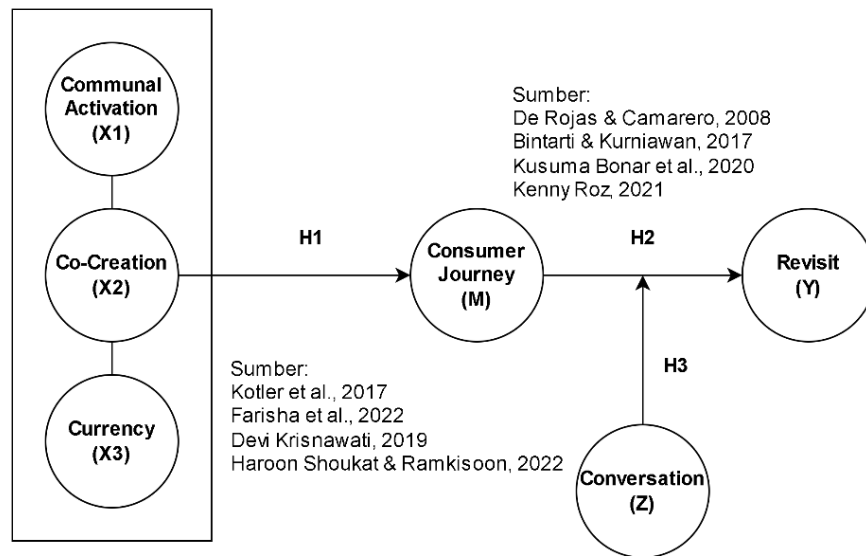 Communal
Activation
(X1)
Co-Creation
(X2)
Currency
(X3)
H1
Sumber:
Kotler et al., 2017
Farisha et al., 2022
Devi Krisnawati, 2019
Haroon Shoukat & Ramkisoon, 2022
Consumer
Journey
(M)
Sumber:
De Rojas & Camarero, 2008
Bintarti & Kurniawan, 2017
Kusuma Bonar et al., 2020
Kenny Roz, 2021
H2
Revisit
(Y)
H3
Conversation
(Z)